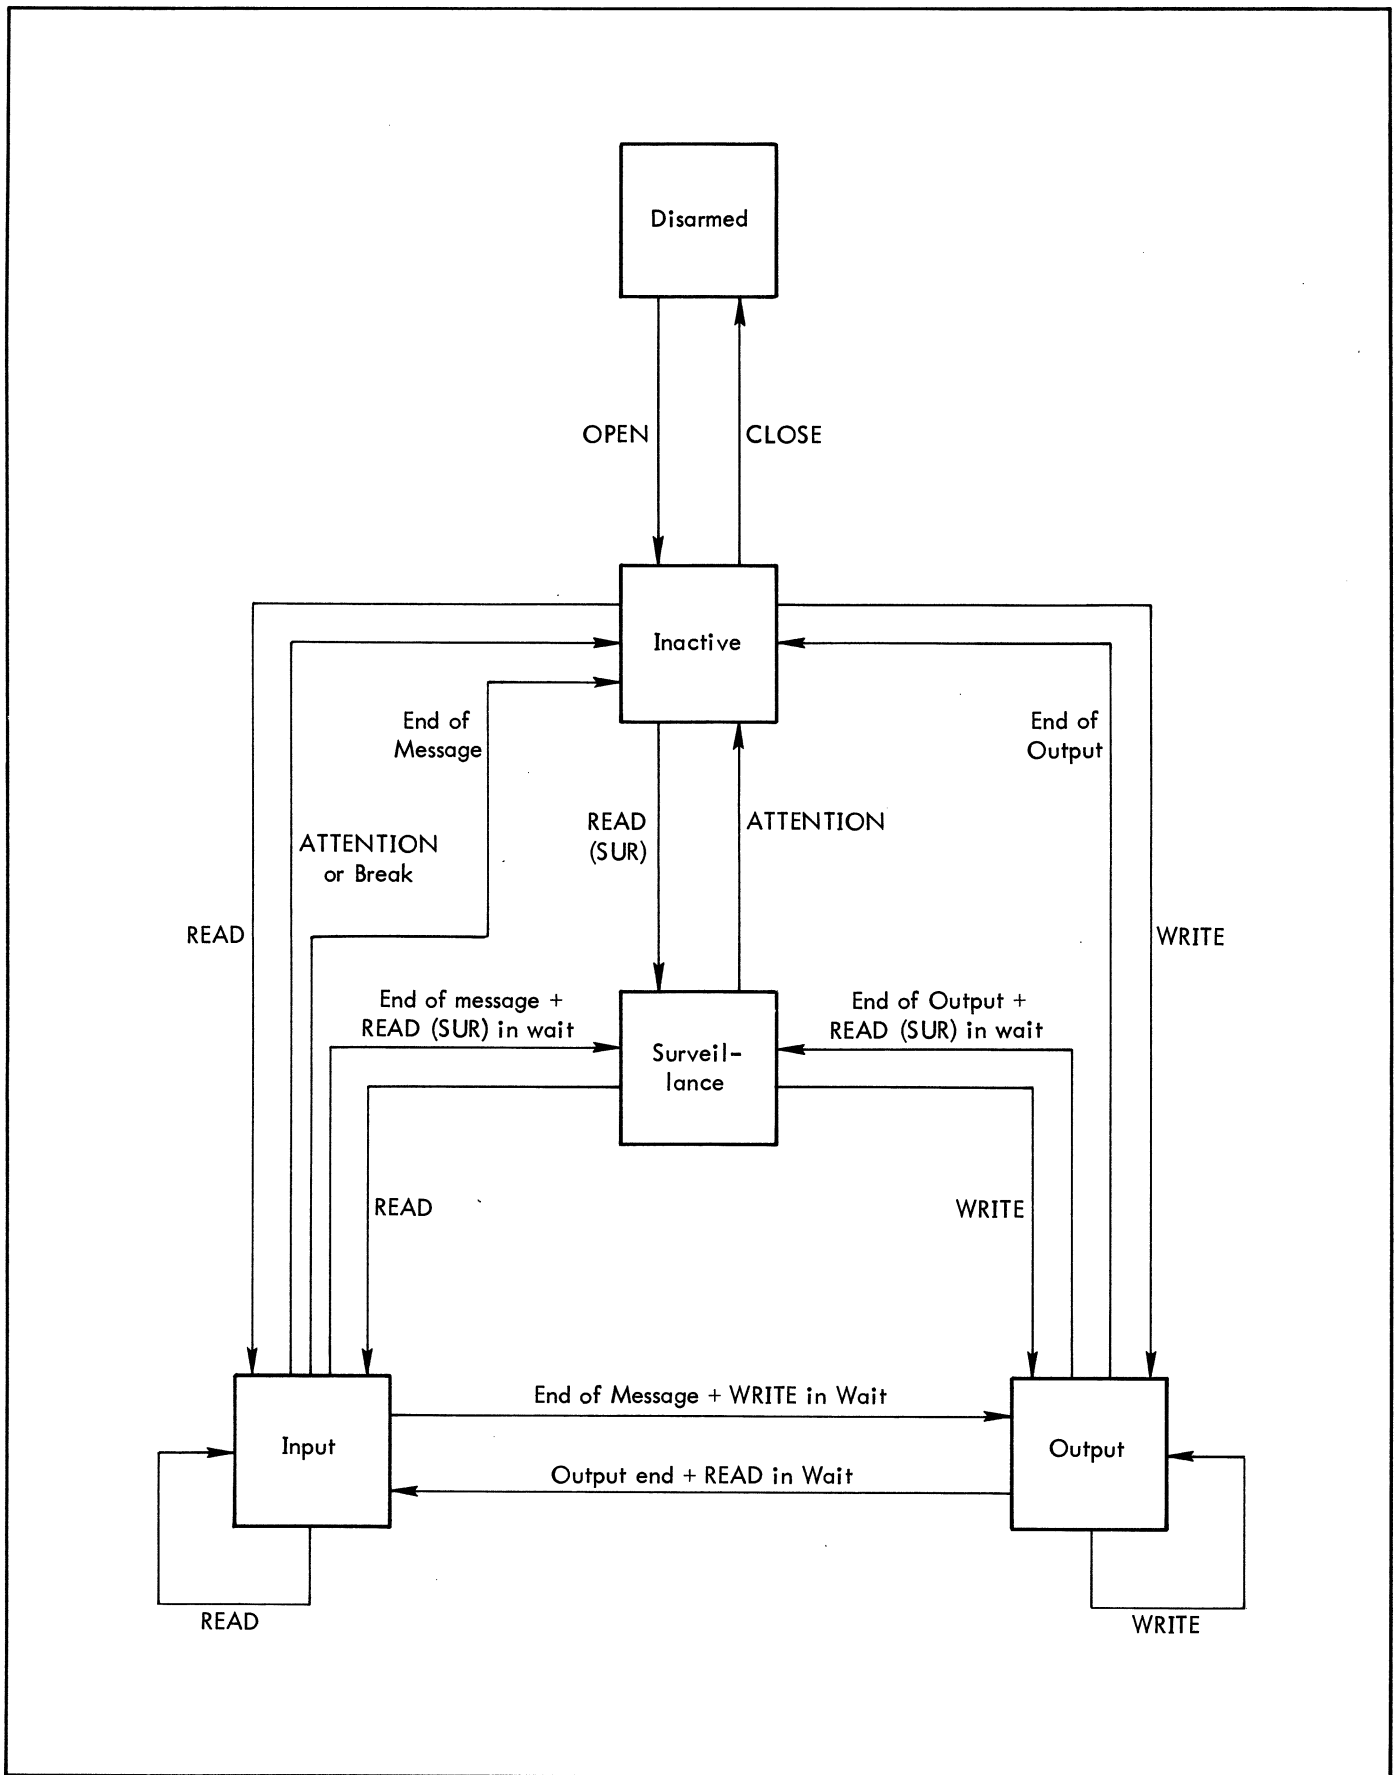 Disarmed
OPEN
CLOSE
Inactive
End of
Message
End of
Output
READ
(SUR)
ATTENTION
ATTENTION
or Break
READ
WRITE
End of message +
READ (SUR) in wait
End of Output +
READ (SUR) in wait
Surveil-
lance
READ
WRITE
End of Message + WRITE in Wait
Input
Output
Output end + READ in Wait
READ
WRITE